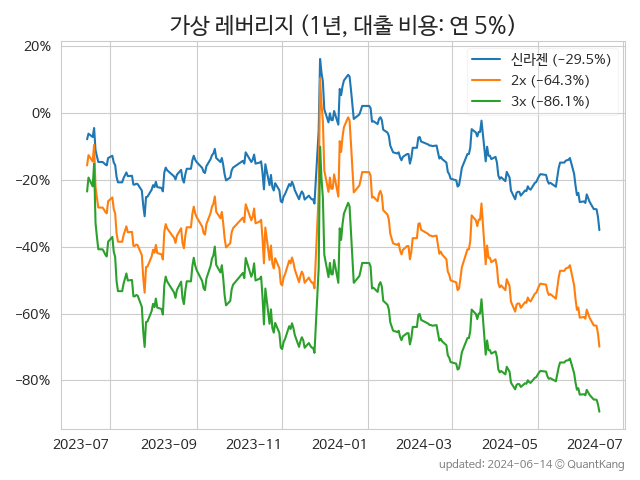 가상 레버리지 (1년, 대출 비용: 연 5%)
신라젠 (−29.5%)
2x (−64.3%)
3x (−86.1%)
20%
0%
−20%
−40%
−60%
−80%
2023-07 2023-09 2023-11 2024-01 2024-03 2024-05 2024-07
updated: 2024-06-14 © QuantKang